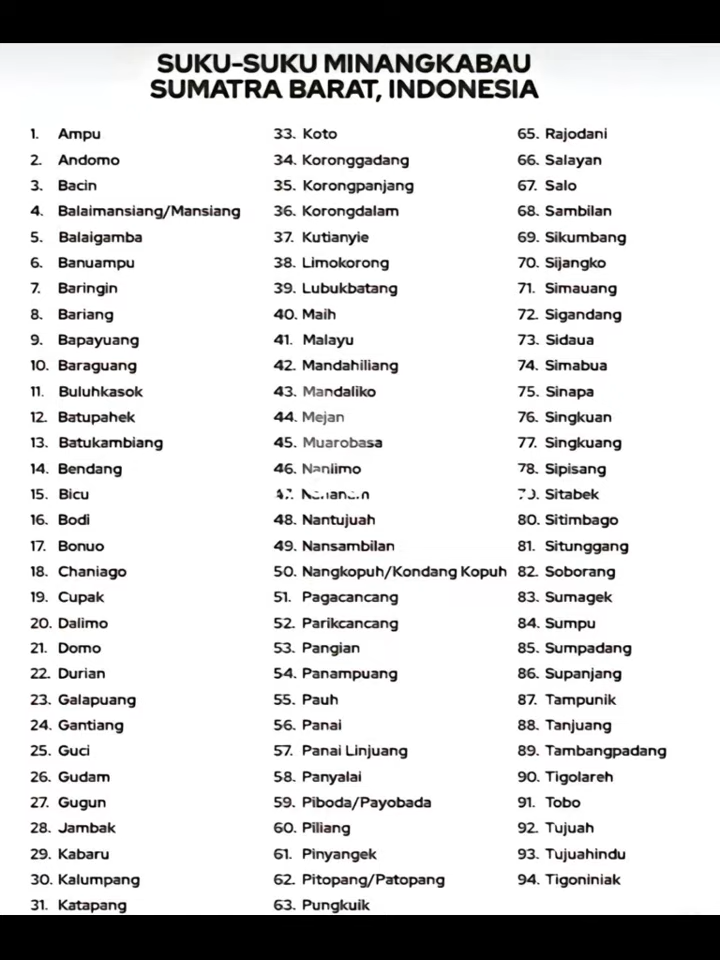 SUKU-SUKU MINANGKABAU
SUMATRA BARAT, INDONESIA
1. Ampu
2. Andomo
3. Bacin
4. Balaimansiang/Mansiang
5. Balaigamba
6. Banuampu
7. Baringin
8. Bariang
9. Bapayuang
10. Baraguang
11. Buluhkasok
12. Batupahek
13. Batukambiang
14. Bendang
15. Bicu
16. Bodi
17. Bonuo
18. Chaniago
19. Cupak
20. Dalimo
21. Domo
22. Durian
23. Galapuang
24. Gantiang
25. Guci
26. Gudam
27. Gugun
28. Jambak
29. Kabaru
30. Kalumpang
31. Katapang
33. Koto
34. Koronggadang
35. Korongpanjang
36. Korongdalam
37. Kutianyie
38. Limokorong
39. Lubukbatang
40. Maih
41. Malayu
42. Mandahiliang
43. Mandaliko
44. Mejan
45. Muarobasa
46. Nanlimo
47.
48. Nantujuah
49. Nansambilan
50. Nangkopuh/Kondang Kopuh
51. Pagacancang
52. Parikcancang
53. Pangian
54. Panampuang
55. Pauh
56. Panai
57. Panai Linjuang
58. Panyalai
59. Piboda/Payobada
60. Piliang
61. Pinyangek
62. Pitopang/Patopang
63. Pungkuik
65. Rajodani
66. Salayan
67. Salo
68. Sambilan
69. Sikumbang
70. Sijangko
71. Simauang
72. Sigandang
73. Sidaua
74. Simabua
75. Sinapa
76. Singkuan
77. Singkuang
78. Sipisang
79. Sitabek
80. Sitimbago
81. Situnggang
82. Soborang
83. Sumagek
84. Sumpu
85. Sumpadang
86. Supanjang
87. Tampunik
88. Tanjuang
89. Tambangpadang
90. Tigolareh
91. Tobo
92. Tujuah
93. Tujuahindu
94. Tigoniniak